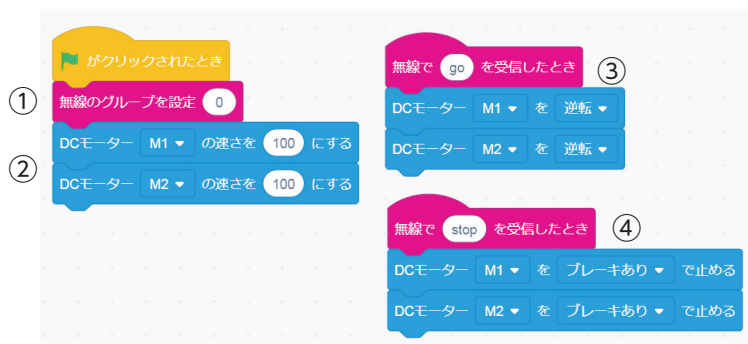 がクリックされたとき
① 無線のグループを設定 0
DCモーター M1 の速さを 100 にする
② DCモーター M2 の速さを 100 にする
無線で go を受信したとき ③
DCモーター M1 を 逆転
DCモーター M2 を 逆転
無線で stop を受信したとき ④
DCモーター M1 を ブレーキあり で止める
DCモーター M2 を ブレーキあり で止める